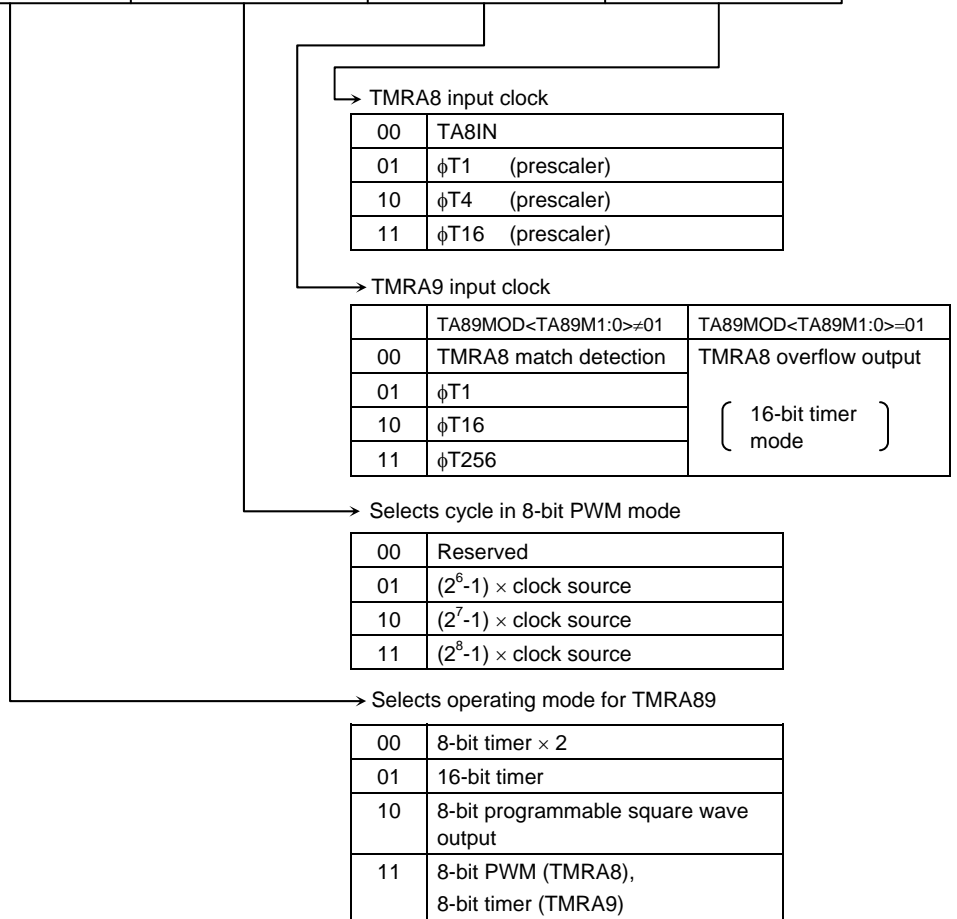 TMRA8 input clock
00 TA8IN
01 ϕT1 (prescaler)
10 ϕT4 (prescaler)
11 ϕT16 (prescaler)
TMRA9 input clock
TA89MOD<TA89M1:0>≠01 TA89MOD<TA89M1:0>=01
00 TMRA8 match detection TMRA8 overflow output
01 ϕT1
10 ϕT16
11 ϕT256
16-bit timer
mode
Selects cycle in 8-bit PWM mode
00 Reserved
01 (2⁶-1) × clock source
10 (2⁷-1) × clock source
11 (2⁸-1) × clock source
Selects operating mode for TMRA89
00 8-bit timer × 2
01 16-bit timer
10 8-bit programmable square wave
output
11 8-bit PWM (TMRA8),
8-bit timer (TMRA9)